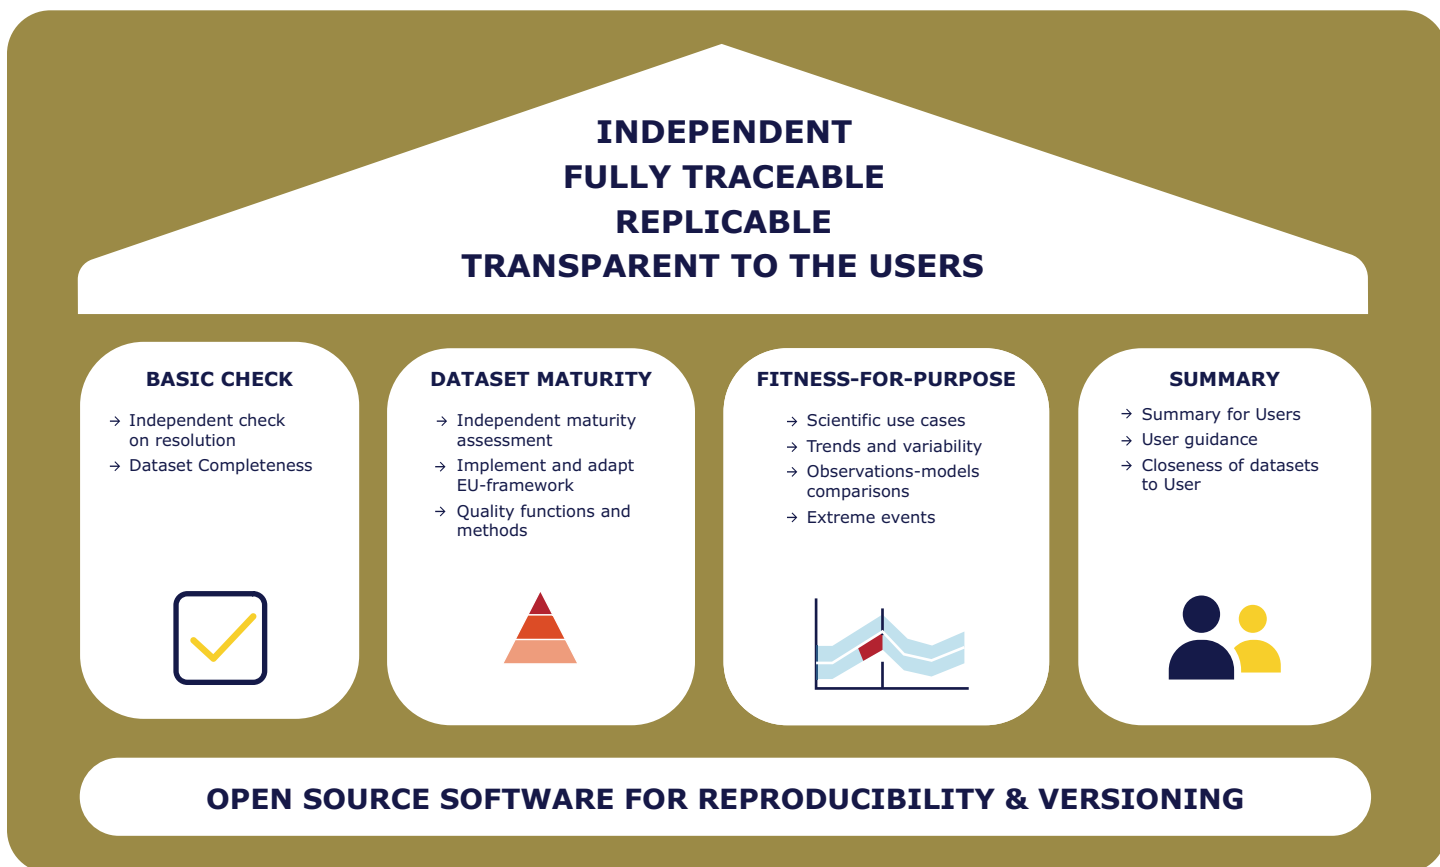 INDEPENDENT
FULLY TRACEABLE
REPLICABLE
TRANSPARENT TO THE USERS
BASIC CHECK
→ Independent check
on resolution
→ Dataset Completeness
DATASET MATURITY
→ Independent maturity
assessment
→ Implement and adapt
EU-framework
→ Quality functions and
methods
FITNESS-FOR-PURPOSE
→ Scientific use cases
→ Trends and variability
→ Observations-models
comparisons
→ Extreme events
SUMMARY
→ Summary for Users
→ User guidance
→ Closeness of datasets
to User
OPEN SOURCE SOFTWARE FOR REPRODUCIBILITY & VERSIONING